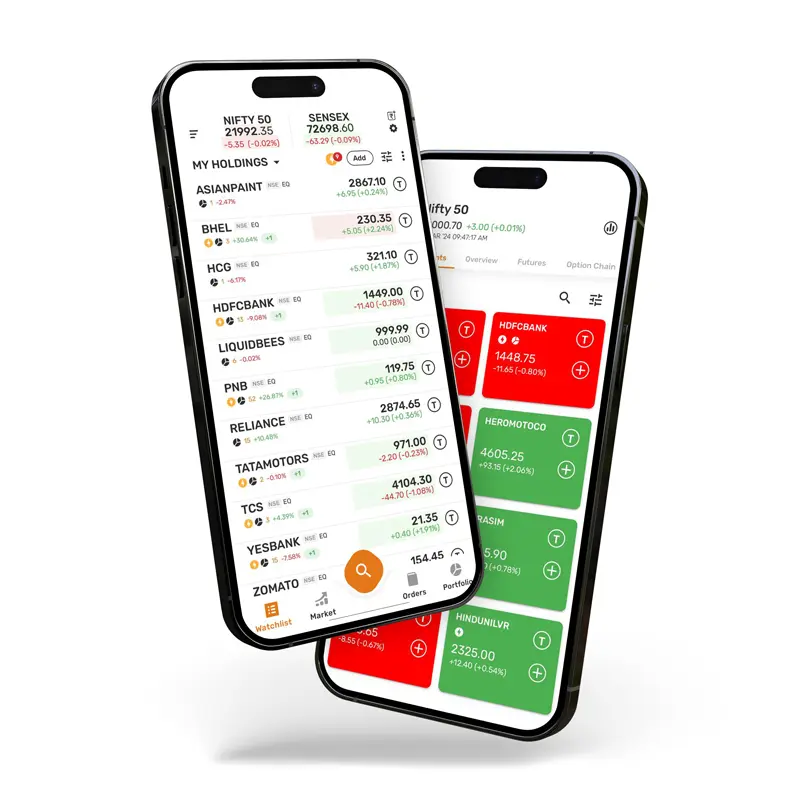 NIFTY 50 SENSEX
21992.35 72698.60
-5.35 (-0.02%) -63.29 (-0.09%)
MY HOLDINGS 9 Add
ASIANPAINT NSE EQ 2867.10 T
1 -2.47% +6.95 (+0.24%)
BHEL NSE EQ 230.35 T
3 +30.64% +1 +5.05 (+2.24%)
HCG NSE EQ 321.10 T
1 -6.17% +5.90 (+1.87%)
HDFCBANK NSE EQ 1449.00 T
13 -9.08% +1 -11.40 (-0.78%)
LIQUIDBEES NSE EQ 999.99 T
6 -0.02% 0.00 (0.00)
PNB NSE EQ 119.75 T
52 +26.87% +1 +0.95 (+0.80%)
RELIANCE NSE EQ 2874.65 T
15 +10.48% +10.30 (+0.36%)
TATAMOTORS NSE EQ 971.00 T
2 -0.10% +1 -2.20 (-0.23%)
TCS NSE EQ 4104.30 T
3 +4.39% +1 -44.70 (-1.08%)
YESBANK NSE EQ 21.35 T
15 -7.58% +1 +0.40 (+1.91%)
ZOMATO NSE EQ 154.45
Watchlist Market Orders Portfolio
ifty 50
000.70 +3.00 (+0.01%)
AR '24 09:47:17 AM
nts Overview Futures Option Chain
T
HDFCBANK T
1448.75
-11.65 (-0.80%)
HEROMOTOCO T
4605.25
+93.15 (+2.06%)
RASIM T
5.90
(+0.78%)
HINDUNILVR T
2325.00
+12.40 (+0.54%)
.65 T
-8.55 (-0.67%)